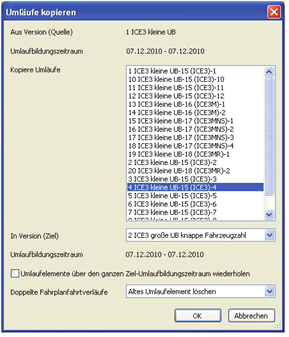 Umläufe kopieren
Aus Version (Quelle) 1 ICE3 kleine UB
Umlaufbildungszeitraum 07.12.2010 - 07.12.2010
Kopiere Umläufe
1 ICE3 kleine UB-15 (ICE3)-1
10 ICE3 kleine UB-15 (ICE3)-10
11 ICE3 kleine UB-15 (ICE3)-11
12 ICE3 kleine UB-15 (ICE3)-12
13 ICE3 kleine UB-16 (ICE3M)-1
14 ICE3 kleine UB-16 (ICE3M)-2
15 ICE3 kleine UB-17 (ICE3MNS)-1
16 ICE3 kleine UB-17 (ICE3MNS)-2
17 ICE3 kleine UB-17 (ICE3MNS)-3
18 ICE3 kleine UB-17 (ICE3MNS)-4
19 ICE3 kleine UB-18 (ICE3MR)-1
2 ICE3 kleine UB-15 (ICE3)-2
20 ICE3 kleine UB-18 (ICE3MR)-2
3 ICE3 kleine UB-15 (ICE3)-3
4 ICE3 kleine UB-15 (ICE3)-4
5 ICE3 kleine UB-15 (ICE3)-5
6 ICE3 kleine UB-15 (ICE3)-6
7 ICE3 kleine UB-15 (ICE3)-7
In Version (Ziel) 2 ICE3 große UB knappe Fahrzeugzahl
Umlaufbildungszeitraum 07.12.2010 - 07.12.2010
Umlaufelemente über den ganzen Ziel-Umlaufbildungszeitraum wiederholen
Doppelte Fahrplanfahrtverläufe Altes Umlaufelement löschen
OK Abbrechen